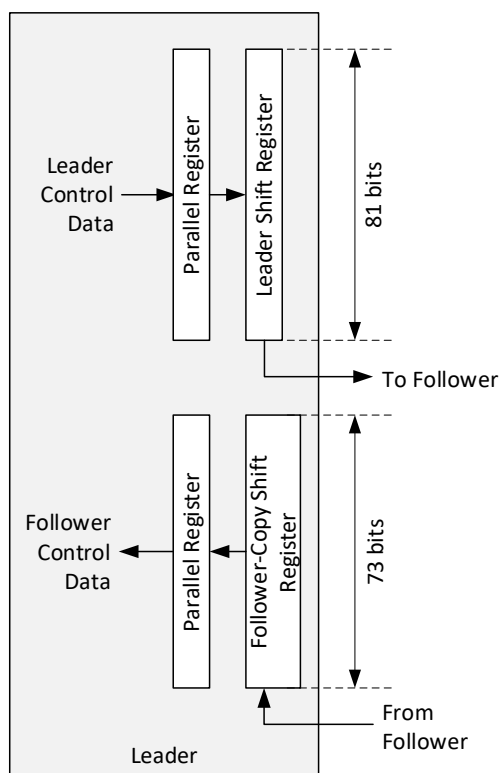 Leader
Control
Data
Parallel Register
Leader Shift Register
81 bits
To Follower
Follower
Control
Data
Parallel Register
Follower-Copy Shift
Register
73 bits
From
Follower
Leader